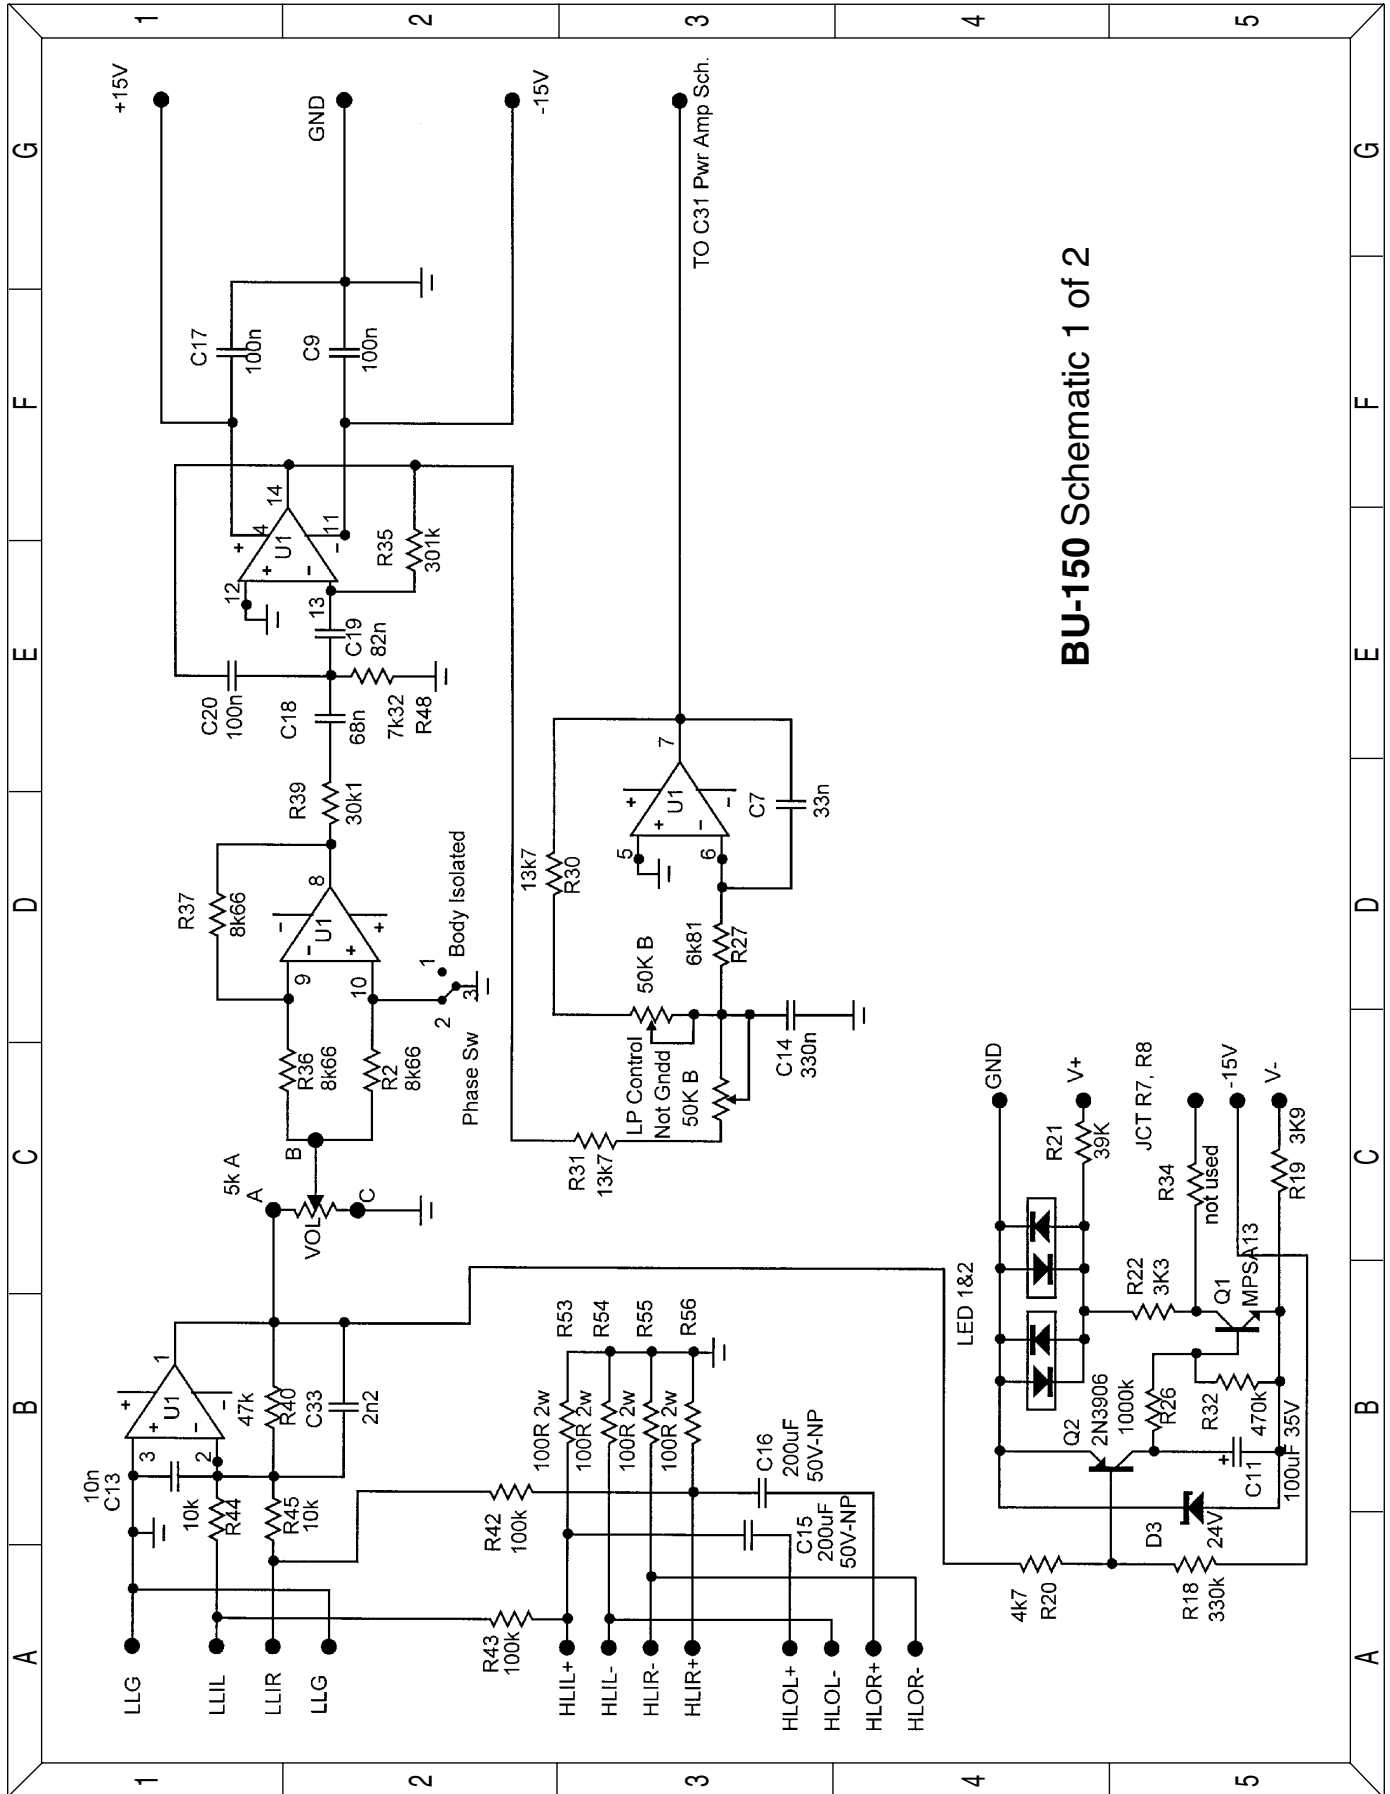 A
B
C
D
E
F
G
1
2
3
4
5
1
2
3
4
5
A
B
C
D
E
F
G
LLG
LLIL
LLIR
LLG
10n
C13
3
2
1
+
-
+
-
U1
10k
R44
R45
10k
47k
R40
C33
2n2
5k A
A
VOL
B
C
R36
8k66
R2
8k66
9
10
8
-
+
-
+
U1
R37
8k66
Phase Sw
2
1
3
Body Isolated
R39
30k1
C18
68n
C20
100n
7k32
R48
C19
82n
12
13
+
-
+
-
U1
4
11
14
R35
301k
C17
100n
C9
100n
+15V
GND
-15V
R43
100k
R42
100k
HLIL+
HLIL-
HLIR-
HLIR+
HLOL+
HLOL-
HLOR+
HLOR-
100R 2w
R53
100R 2w
R54
100R 2w
R55
100R 2w
R56
C15
200uF
50V-NP
C16
200uF
50V-NP
R31
13k7
LP Control
Not Gndd
50K B
50K B
C14
330n
13k7
R30
6k81
R27
5
6
7
+
-
+
-
U1
C7
33n
TO C31 Pwr Amp Sch.
4k7
R20
R18
330k
D3
24V
Q2
2N3906
1000k
R26
C11
100uF 35V
+
R32
470k
LED 1&2
R22
3K3
Q1
MPSA13
R34
not used
R21
39K
R19
3K9
GND
V+
JCT R7, R8
-15V
V-
BU-150 Schematic 1 of 2